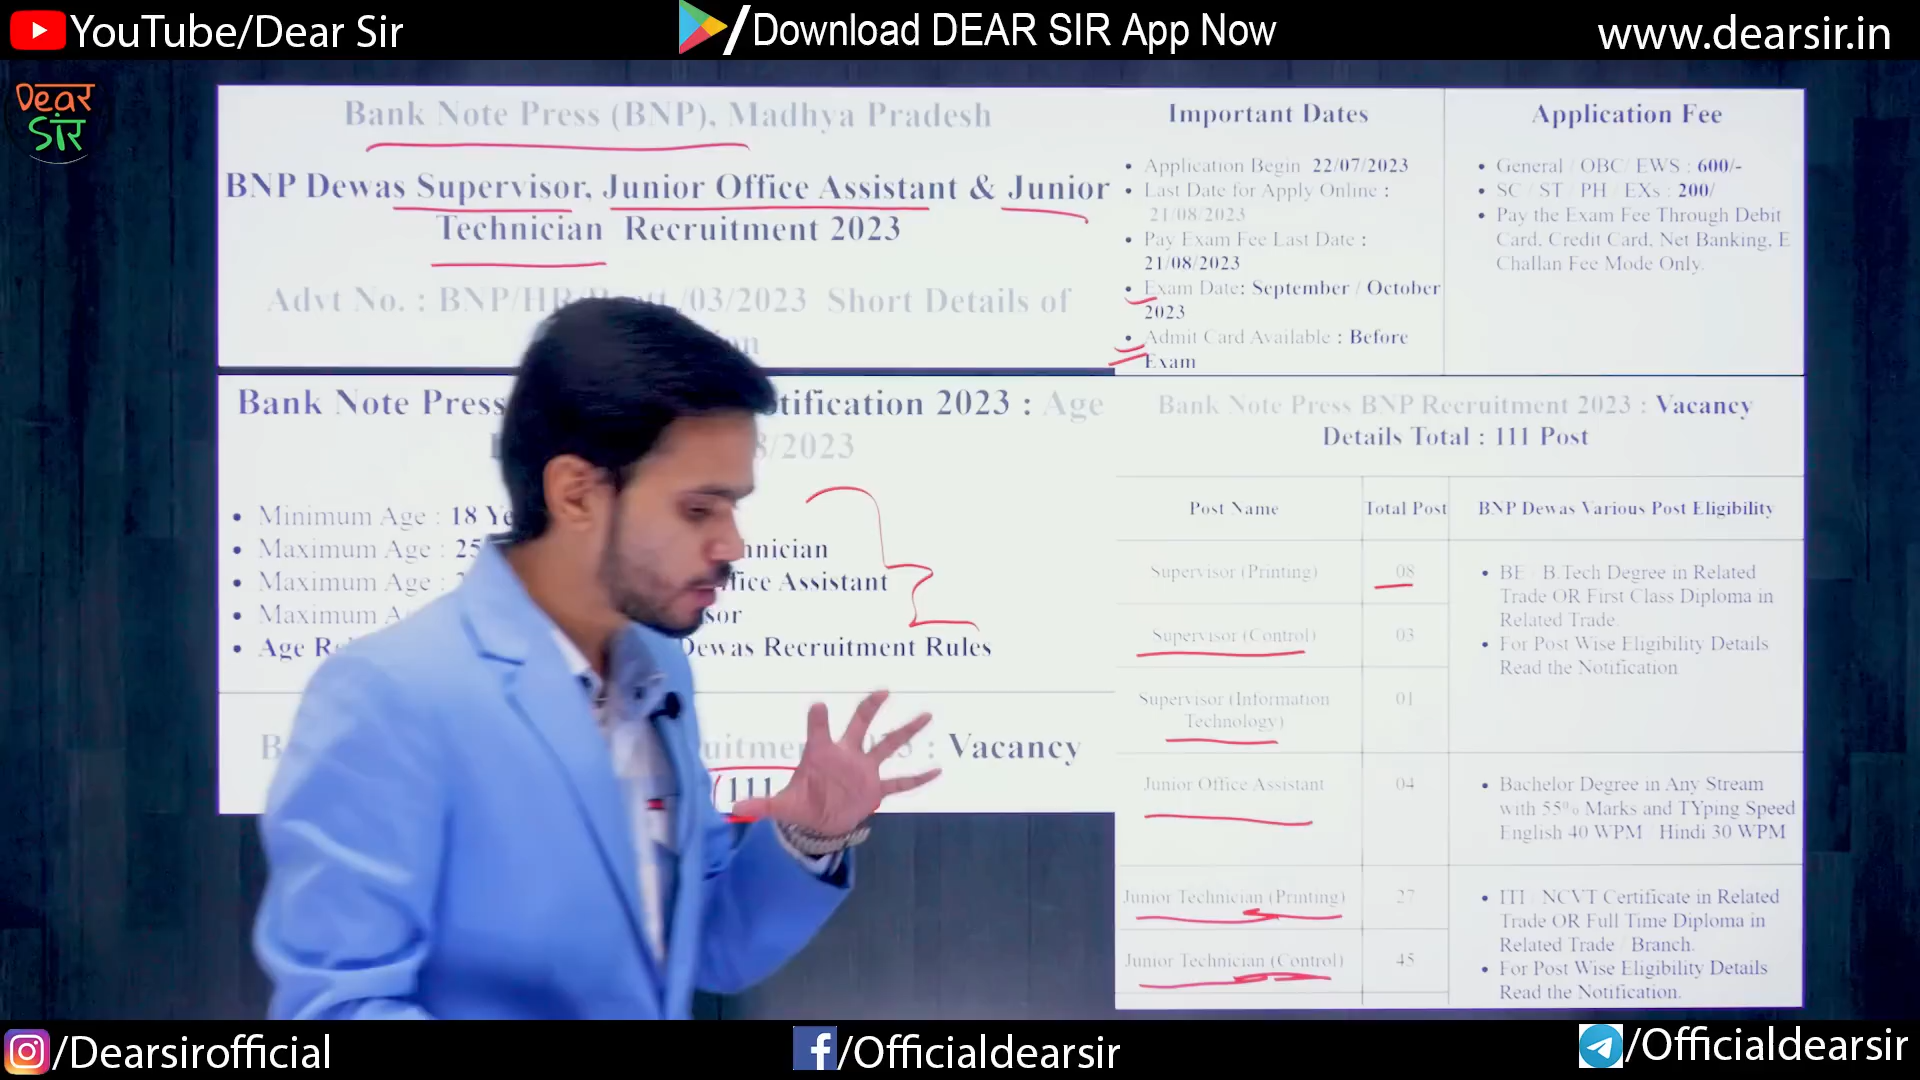 YouTube/Dear Sir
/Download DEAR SIR App Now
www.dearsir.in
Dear
सिर
Bank Note Press (BNP), Madhya Pradesh
BNP Dewas Supervisor, Junior Office Assistant & Junior
Technician Recruitment 2023
Advt No. : BNP/HR/ /03/2023 Short Details of
Important Dates
• Application Begin 22/07/2023
• Last Date for Apply Online :
21/08/2023
• Pay Exam Fee Last Date :
21/08/2023
• Exam Date: September / October
2023
• Admit Card Available : Before
Exam
Application Fee
• General / OBC/ EWS : 600/-
• SC / ST / PH / EXs : 200/
• Pay the Exam Fee Through Debit
Card, Credit Card, Net Banking, E
Challan Fee Mode Only.
Bank Note Press tification 2023 : Age
8/2023
• Minimum Age : 18 Ye
• Maximum Age : 25 hnician
• Maximum Age : ffice Assistant
• Maximum A sor
• Age Re Dewas Recruitment Rules
B uitme : Vacancy
(111
Bank Note Press BNP Recruitment 2023 : Vacancy
Details Total : 111 Post
Post Name
Total Post
BNP Dewas Various Post Eligibility
Supervisor (Printing)
08
Supervisor (Control)
03
Supervisor (Information
Technology)
01
• BE / B.Tech Degree in Related
Trade OR First Class Diploma in
Related Trade.
• For Post Wise Eligibility Details
Read the Notification
Junior Office Assistant
04
• Bachelor Degree in Any Stream
with 55% Marks and TYping Speed
English 40 WPM / Hindi 30 WPM
Junior Technician (Printing)
27
Junior Technician (Control)
45
• ITI / NCVT Certificate in Related
Trade OR Full Time Diploma in
Related Trade / Branch.
• For Post Wise Eligibility Details
Read the Notification.
/Dearsirofficial
/Officialdearsir
/Officialdearsir